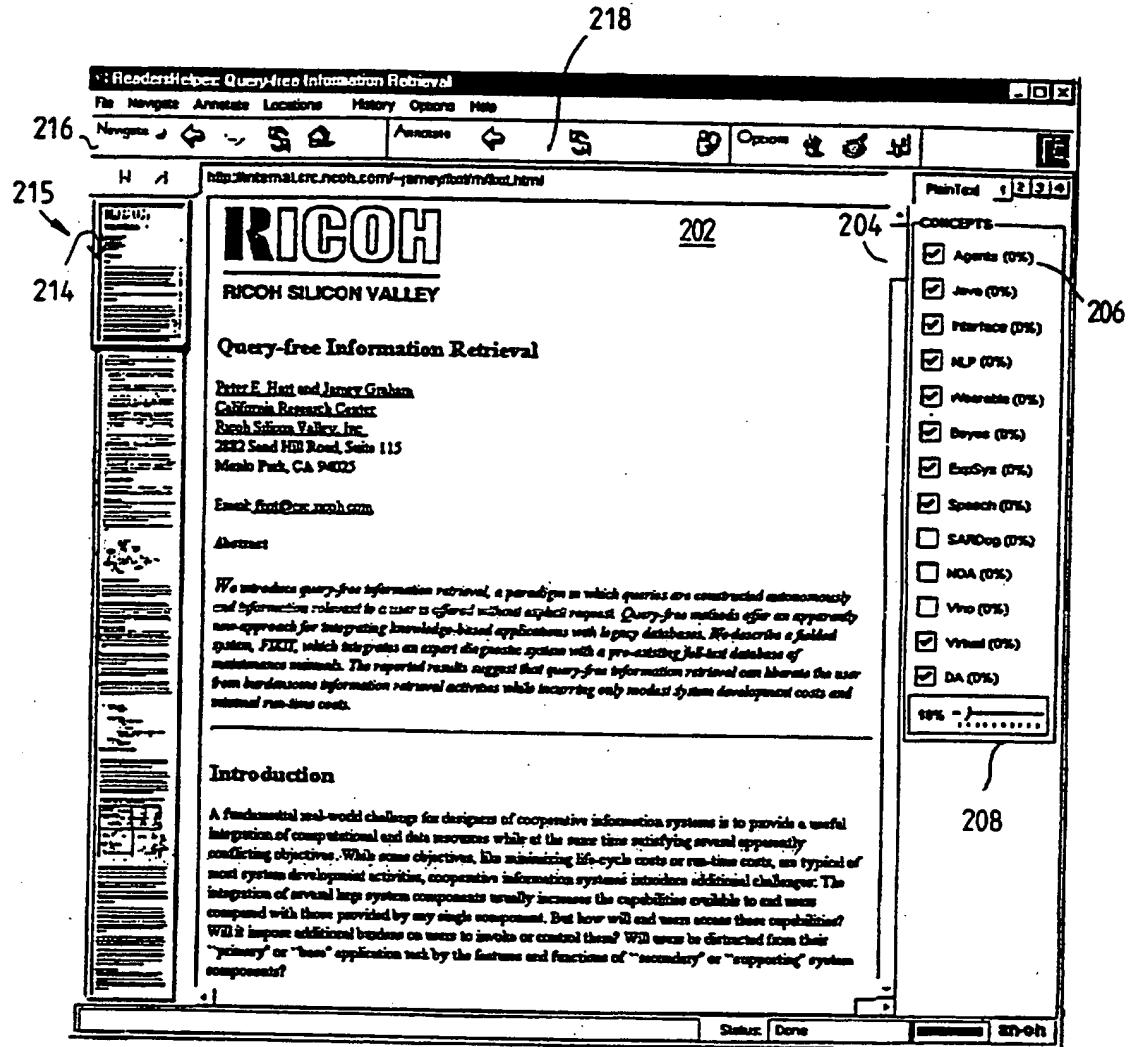 218
ReadersHelper: Query-free Information Retrieval
File Navigate Annotate Locations History Options Help
216
Navigate Annotate Options
http://internal.crc.ricoh.com/~jamey/fixit/rh/fixit.html
PlainText 1 2 3 4
215
214
RICOH
202
204
CONCEPTS
RICOH SILICON VALLEY
Agents (0%)
206
Java (0%)
Interface (0%)
Query-free Information Retrieval
NLP (0%)
Peter E. Hart and Jamey Graham
Wearable (0%)
California Research Center
Ricoh Silicon Valley, Inc.
Bayes (0%)
2882 Sand Hill Road, Suite 115
Menlo Park, CA 94025
ExpSys (0%)
Email: fixit@crc.ricoh.com
Speech (0%)
Abstract
SARDog (0%)
NOA (0%)
Vino (0%)
Virtual (0%)
DA (0%)
We introduce query-free information retrieval, a paradigm in which queries are constructed autonomously
and information relevant to a user is offered without explicit request. Query-free methods offer an apparently
new approach for integrating knowledge-based applications with legacy databases. We describe a fielded
system, FIXIT, which integrates an expert diagnostic system with a pre-existing full-text database of
maintenance manuals. The reported results suggest that query-free information retrieval can liberate the user
from burdensome information retrieval activities while incurring only modest system development costs and
minimal run-time costs.
10%
208
Introduction
A fundamental real-world challenge for designers of cooperative information systems is to provide a useful
integration of computational and data resources while at the same time satisfying several apparently
conflicting objectives. While some objectives, like minimizing life-cycle costs or run-time costs, are typical of
most system development activities, cooperative information systems introduce additional challenges: The
integration of several large system components usually increases the capabilities available to end users
compared with those provided by any single component. But how will end users access these capabilities?
Will it impose additional burdens on users to invoke or control them? Will users be distracted from their
``primary'' or ``base'' application task by the features and functions of ``secondary'' or ``supporting'' system
components?
Status: Done